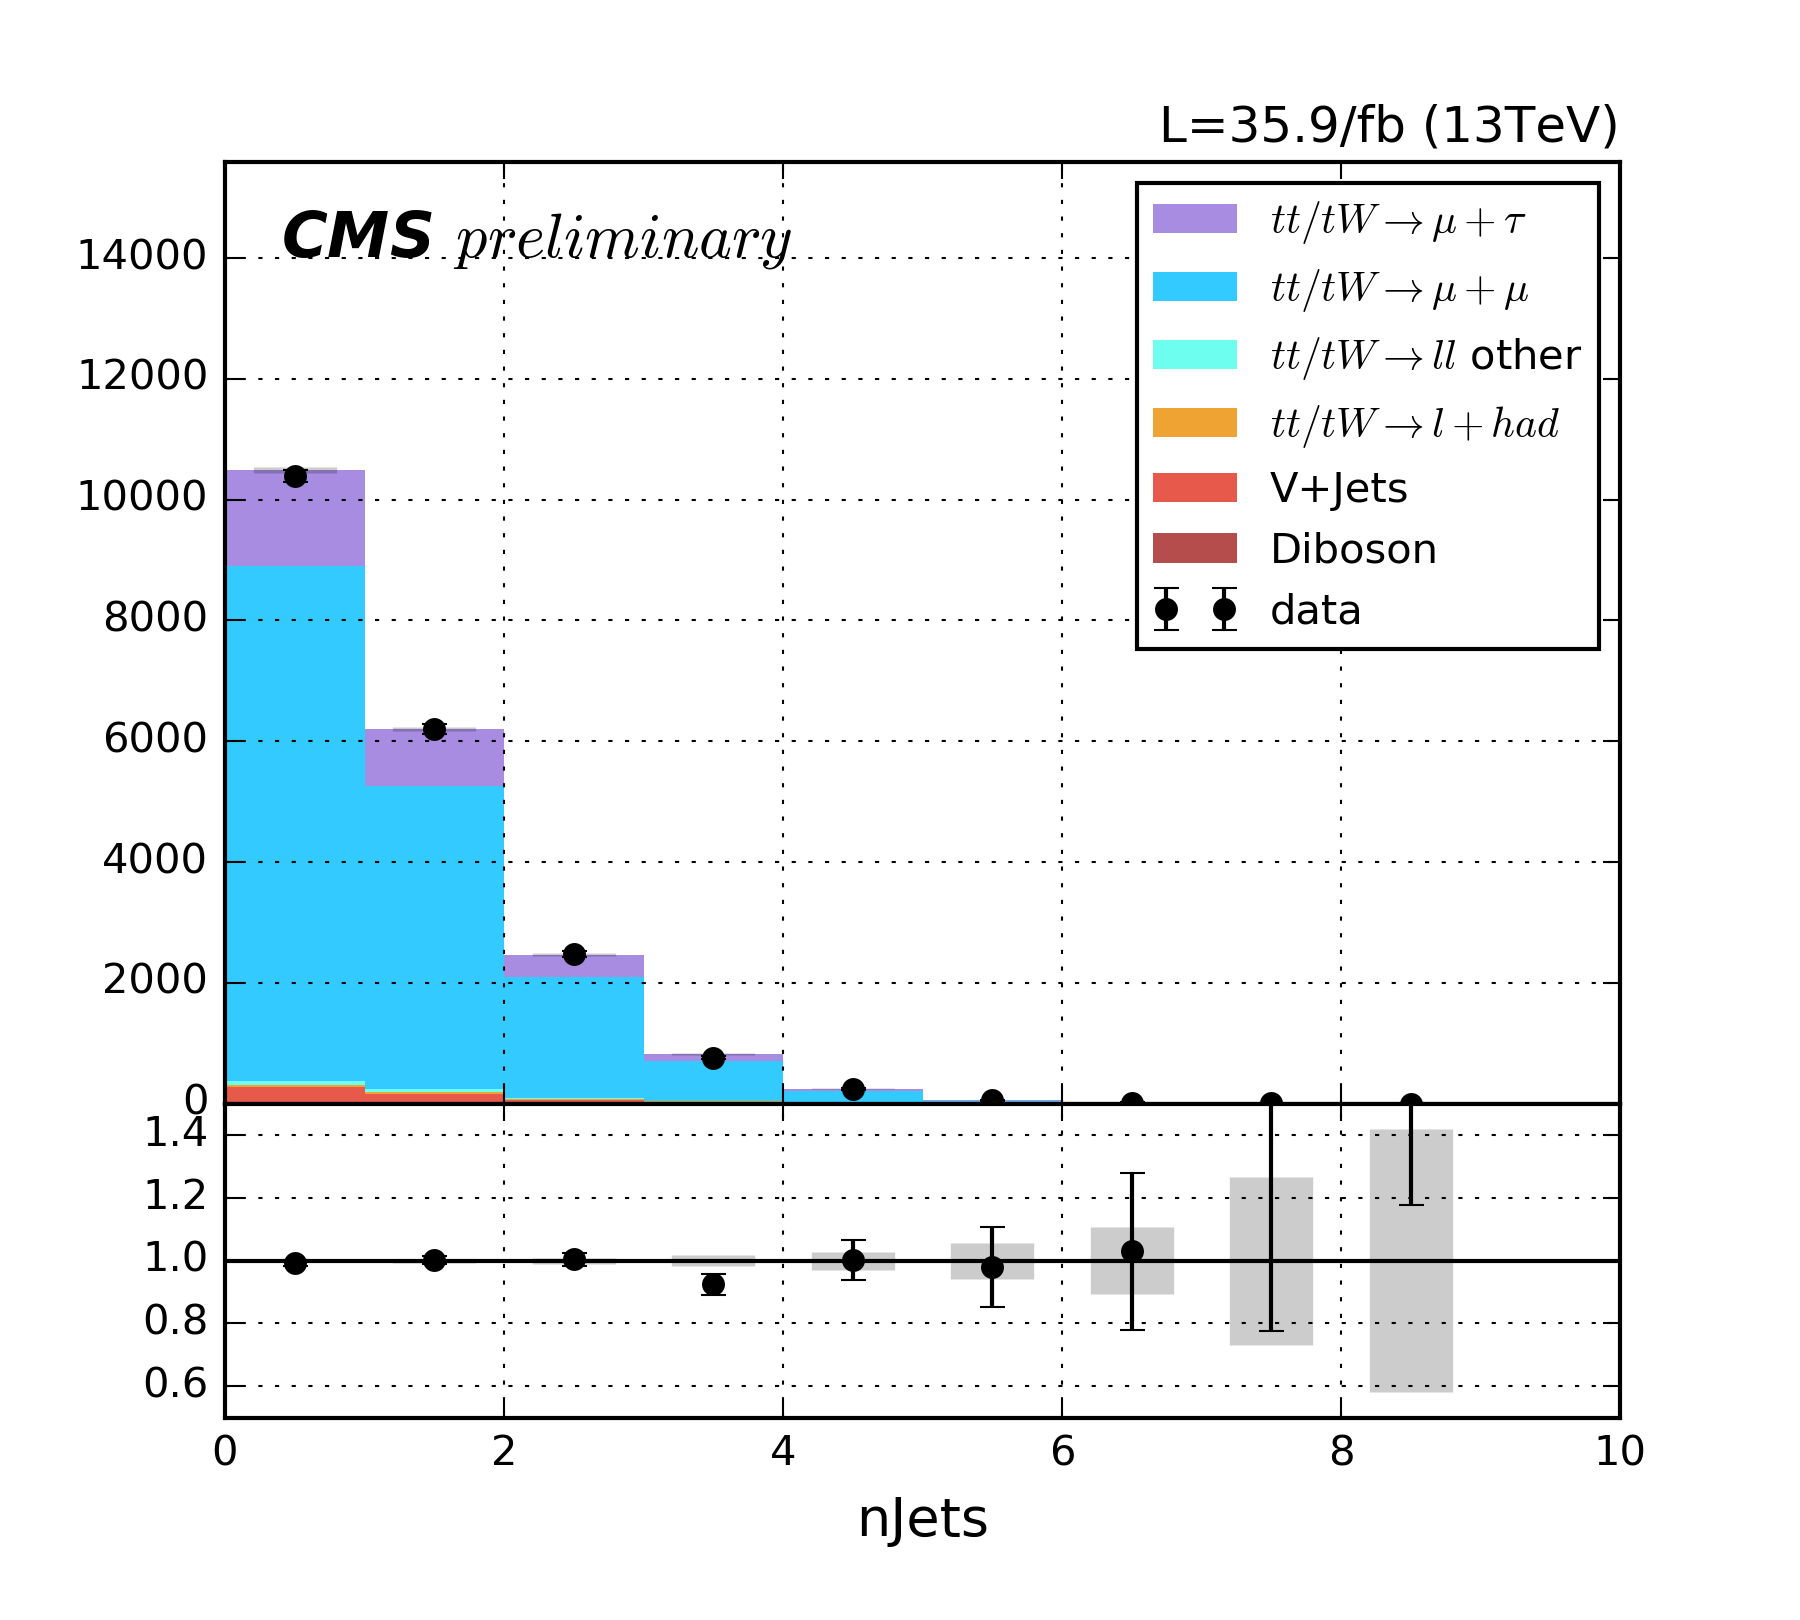 L=35.9/fb (13TeV)
CMS preliminary
14000
12000
10000
8000
6000
4000
2000
0
tt/tW→μ+τ
tt/tW→μ+μ
tt/tW→ll other
tt/tW→l+had
V+Jets
Diboson
data
1.4
1.2
1.0
0.8
0.6
0 2 4 6 8 10
nJets